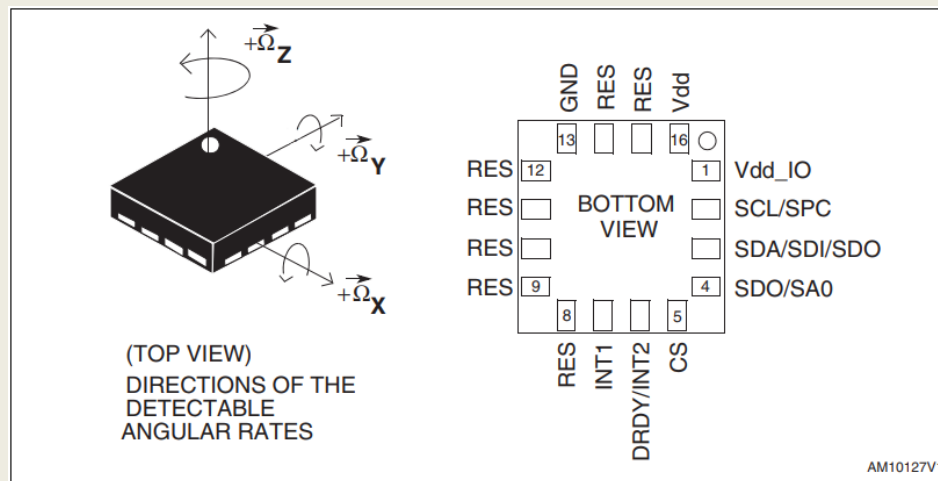 +Ω Z
+Ω Y
+Ω X
(TOP VIEW)
DIRECTIONS OF THE
DETECTABLE
ANGULAR RATES
GND RES RES Vdd
13 16
RES 12 1 Vdd_IO
RES SCL/SPC
BOTTOM
VIEW
RES SDA/SDI/SDO
RES 9 4 SDO/SA0
8 5
RES INT1 DRDY/INT2 CS
AM10127V